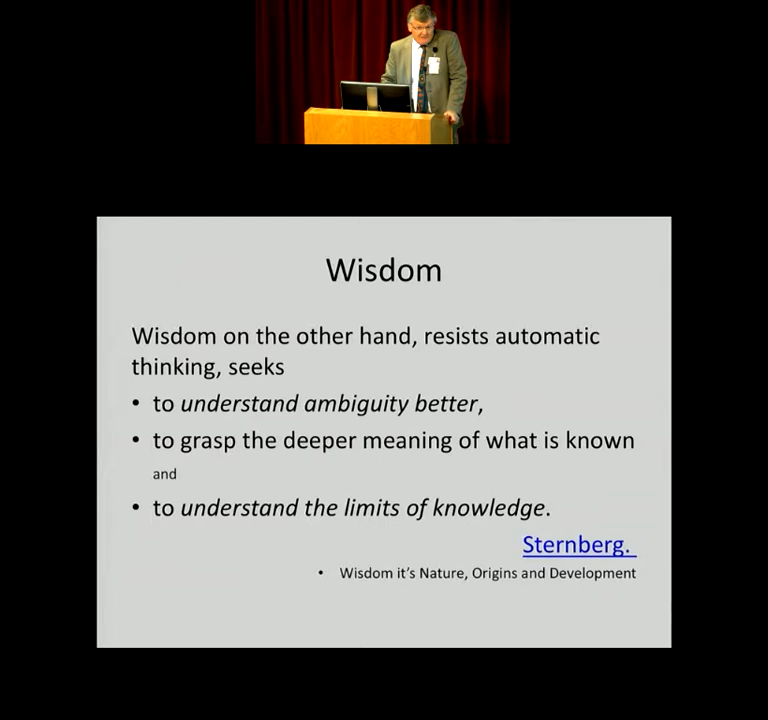 Wisdom
Wisdom on the other hand, resists automatic
thinking, seeks
• to understand ambiguity better,
• to grasp the deeper meaning of what is known
and
• to understand the limits of knowledge.
Sternberg.
• Wisdom it's Nature, Origins and Development